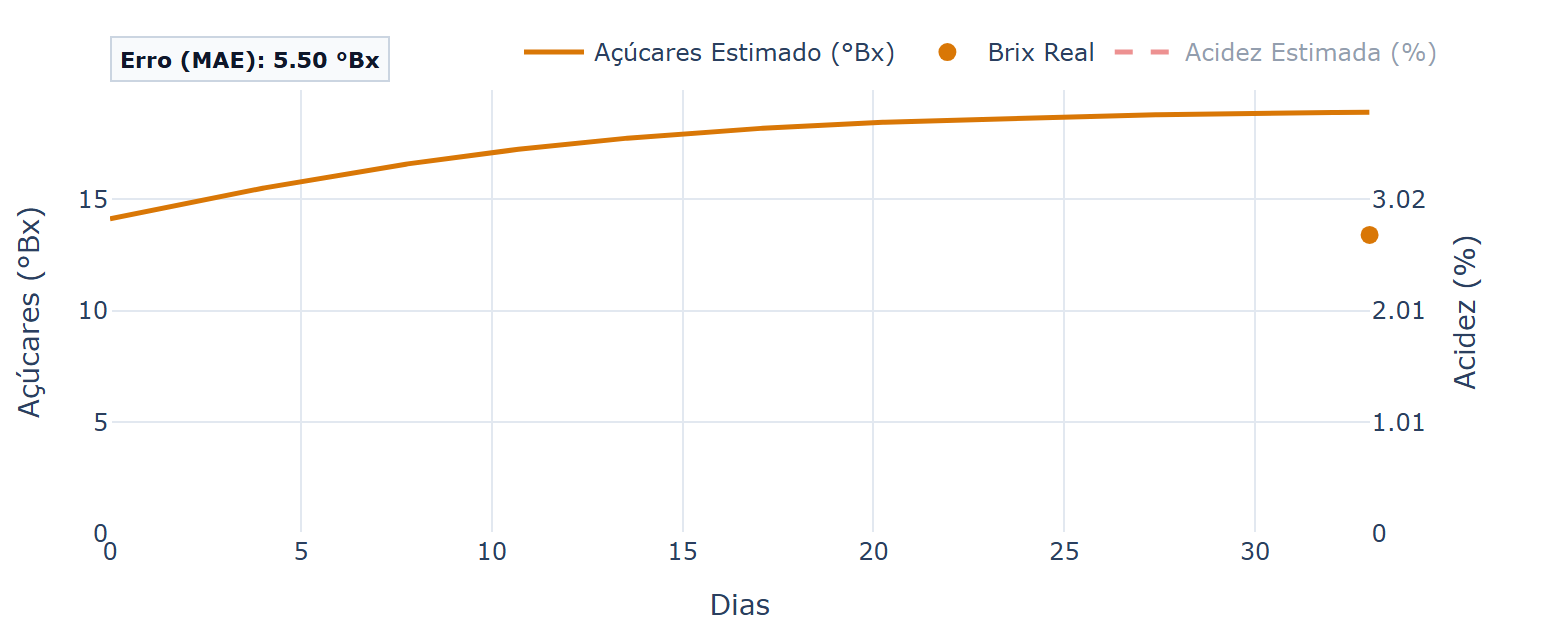 Erro (MAE): 5.50 ºBx
Açúcares Estimado (°Bx)
Brix Real
Acidez Estimada (%)
Açúcares (°Bx)
15
10
5
0
3.02
2.01
1.01
0
Acidez (%)
0 5 10 15 20 25 30
Dias